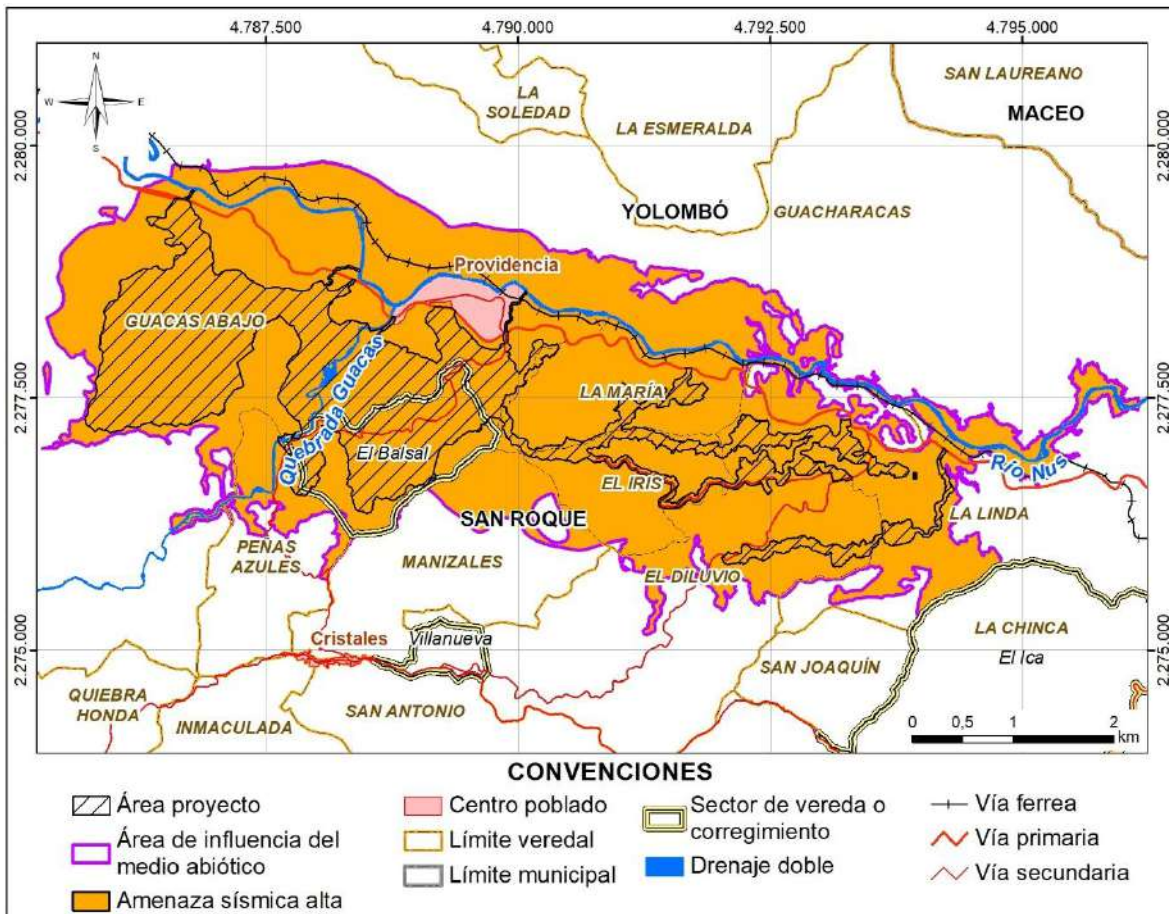 4.787.500
4.790.000
4.792.500
4.795.000
N
W
E
S
2.280.000
2.280.000
2.277.500
2.277.500
2.275.000
2.275.000
SAN LAUREANO
MACEO
LA
SOLEDAD
LA ESMERALDA
YOLOMBÓ
GUACHARACAS
Providencia
GUACAS ABAJO
Quebrada Guacas
LA MARÍA
El Balsal
EL IRIS
Río Nus
SAN ROQUE
LA LINDA
PEÑAS
AZULES
MANIZALES
EL DILUVIO
Cristales
Villanueva
LA CHINCA
El Ica
SAN JOAQUÍN
QUIEBRA
HONDA
INMACULADA
SAN ANTONIO
0 0,5 1 2
km
CONVENCIONES
Área proyecto
Área de influencia del
medio abiótico
Amenaza sísmica alta
Centro poblado
Límite veredal
Límite municipal
Sector de vereda o
corregimiento
Drenaje doble
Vía ferrea
Vía primaria
Vía secundaria